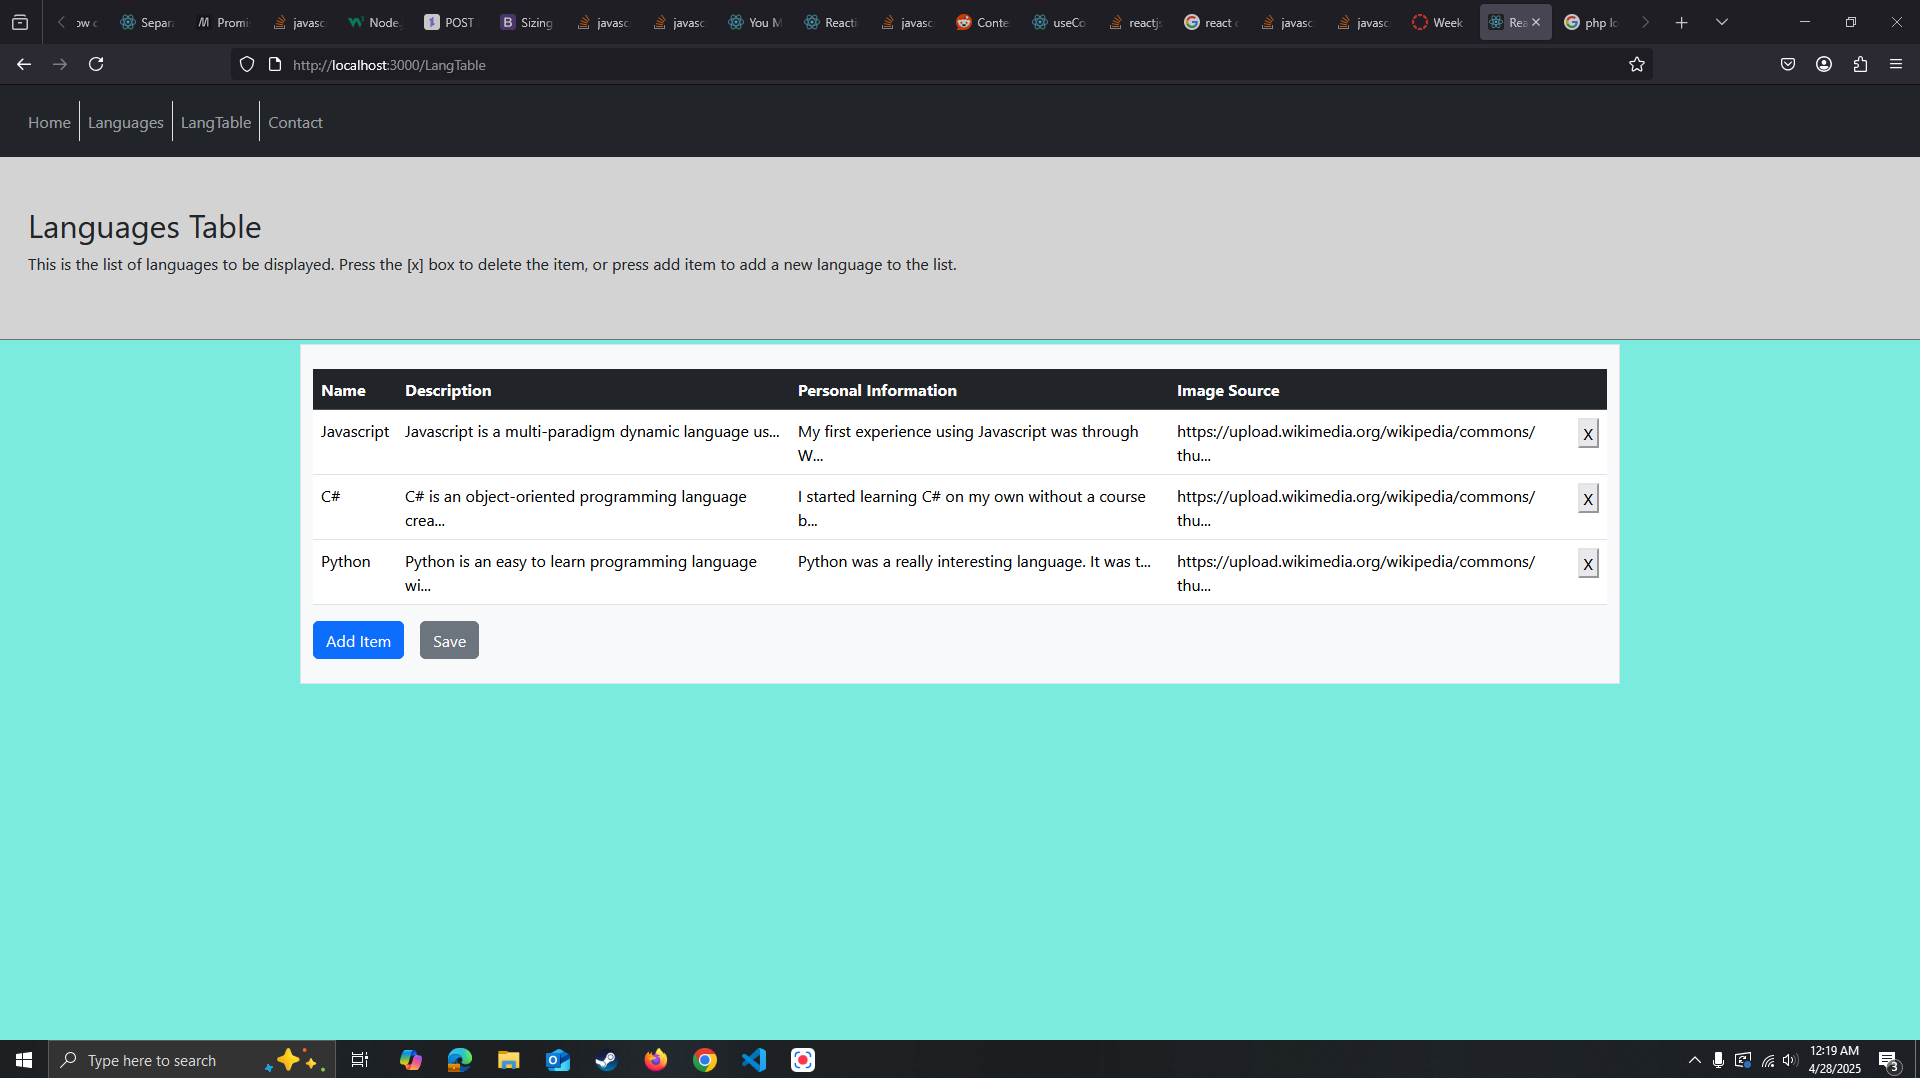 ow c
Separa
Promi
javasc
Node.
POST
Sizing
javasc
javasc
You M
Reacti
javasc
Conte
useCo
reactjs
react c
javasc
javasc
Week
Rea
php lo
http://localhost:3000/LangTable
Home
Languages
LangTable
Contact
Languages Table
This is the list of languages to be displayed. Press the [x] box to delete the item, or press add item to add a new language to the list.
Name Description Personal Information Image Source
Javascript Javascript is a multi-paradigm dynamic language us... My first experience using Javascript was through https://upload.wikimedia.org/wikipedia/commons/ X
W... thu...
C# C# is an object-oriented programming language I started learning C# on my own without a course https://upload.wikimedia.org/wikipedia/commons/ X
crea... b... thu...
Python Python is an easy to learn programming language Python was a really interesting language. It was t... https://upload.wikimedia.org/wikipedia/commons/ X
wi... thu...
Add Item Save
Type here to search
12:19 AM
4/28/2025
3